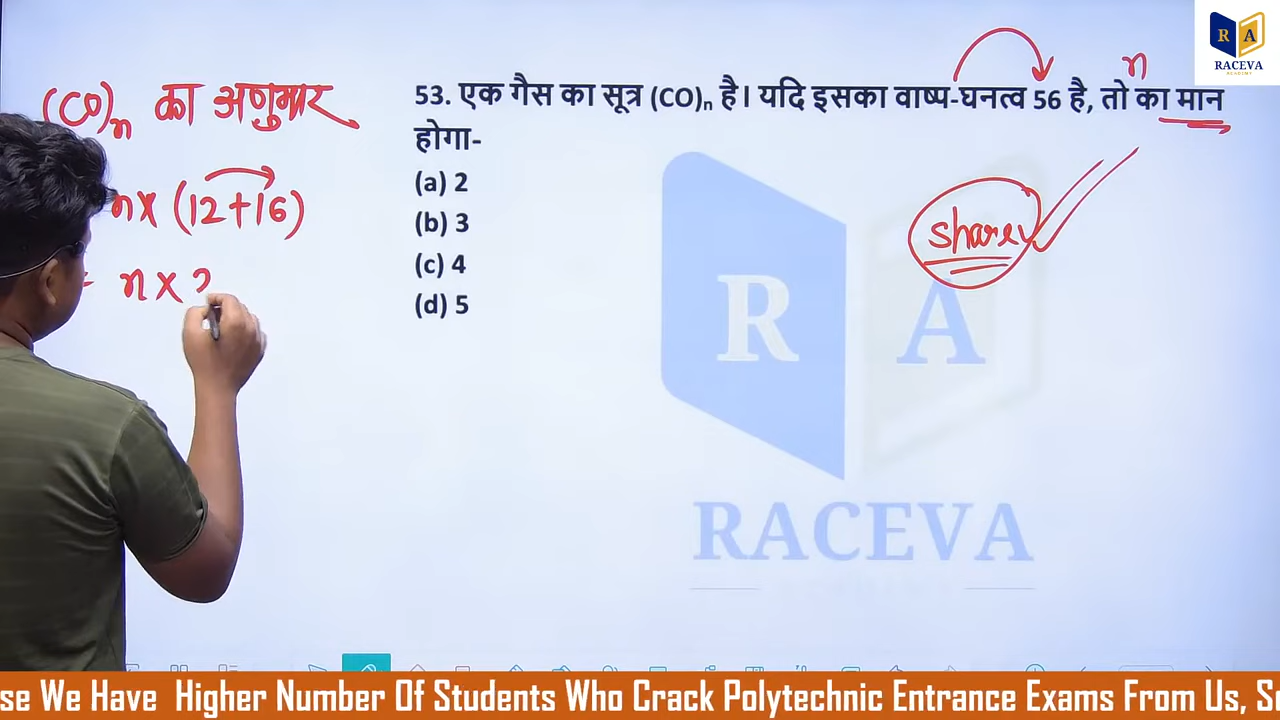 R A
RACEVA
ACADEMY
(CO)n का अणुभार
n
53. एक गैस का सूत्र (CO)ₙ है। यदि इसका वाष्प-घनत्व 56 है, तो का मान
होगा-
(a) 2
(b) 3
(c) 4
(d) 5
n× (12+16)
= n × 2
share
R A
RACEVA
se We Have Higher Number Of Students Who Crack Polytechnic Entrance Exams From Us, S